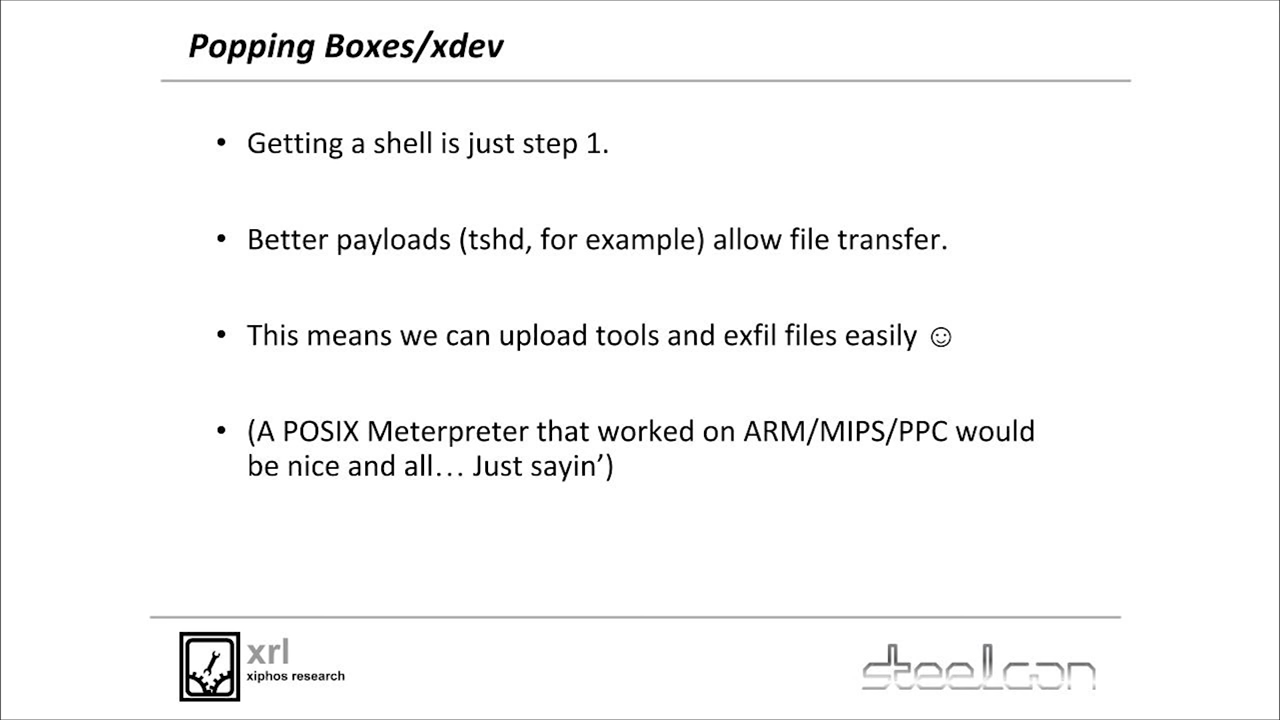 Popping Boxes/xdev
• Getting a shell is just step 1.
• Better payloads (tshd, for example) allow file transfer.
• This means we can upload tools and exfil files easily ☺
• (A POSIX Meterpreter that worked on ARM/MIPS/PPC would
be nice and all… Just sayin’)
xrl
xiphos research
steelcon